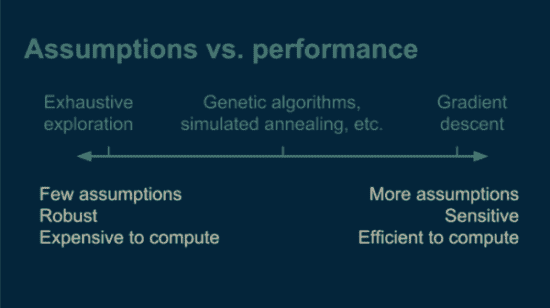 Assumptions vs. performance
Exhaustive
exploration
Genetic algorithms,
simulated annealing, etc.
Gradient
descent
Few assumptions
Robust
Expensive to compute
More assumptions
Sensitive
Efficient to compute